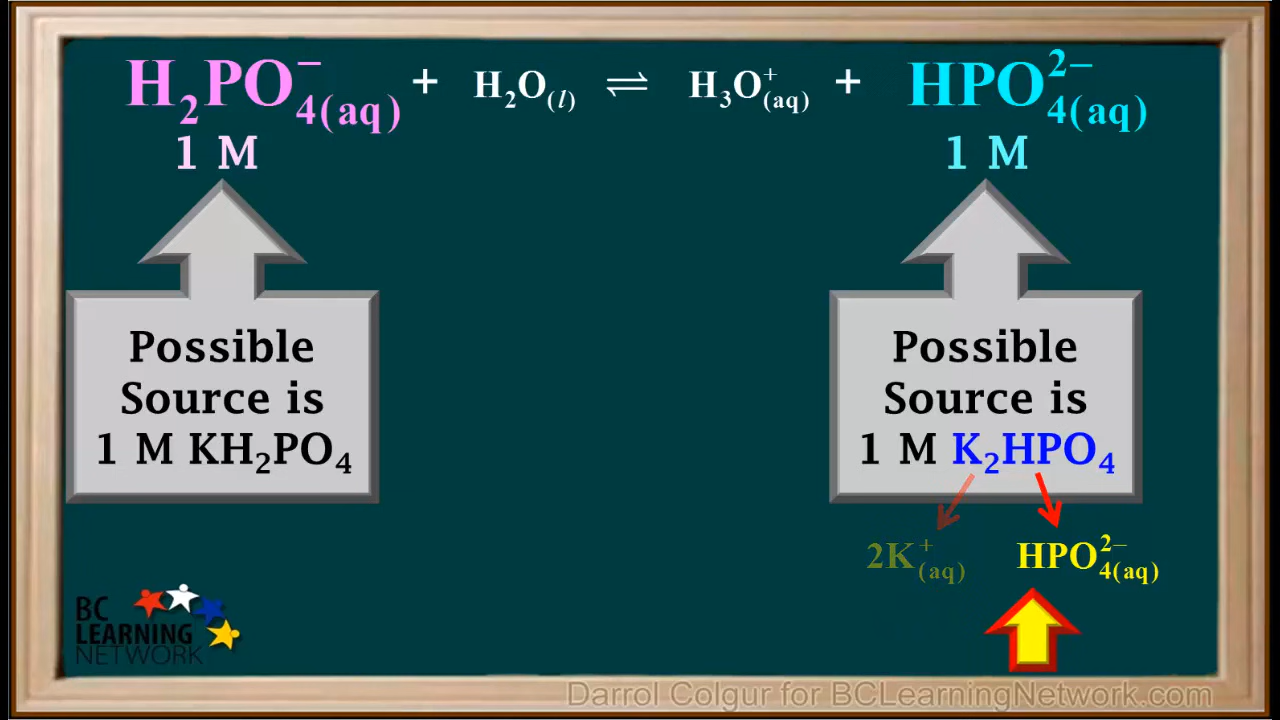 H₂PO₄⁻(aq) + H₂O(l) ⇌ H₃O⁺(aq) + HPO₄²⁻(aq)
1 M 1 M
Possible
Source is
1 M KH₂PO₄
Possible
Source is
1 M K₂HPO₄
2K⁺(aq) HPO₄²⁻(aq)
BC
LEARNING
NETWORK
Darrol Colgur for BCLearningNetwork.com